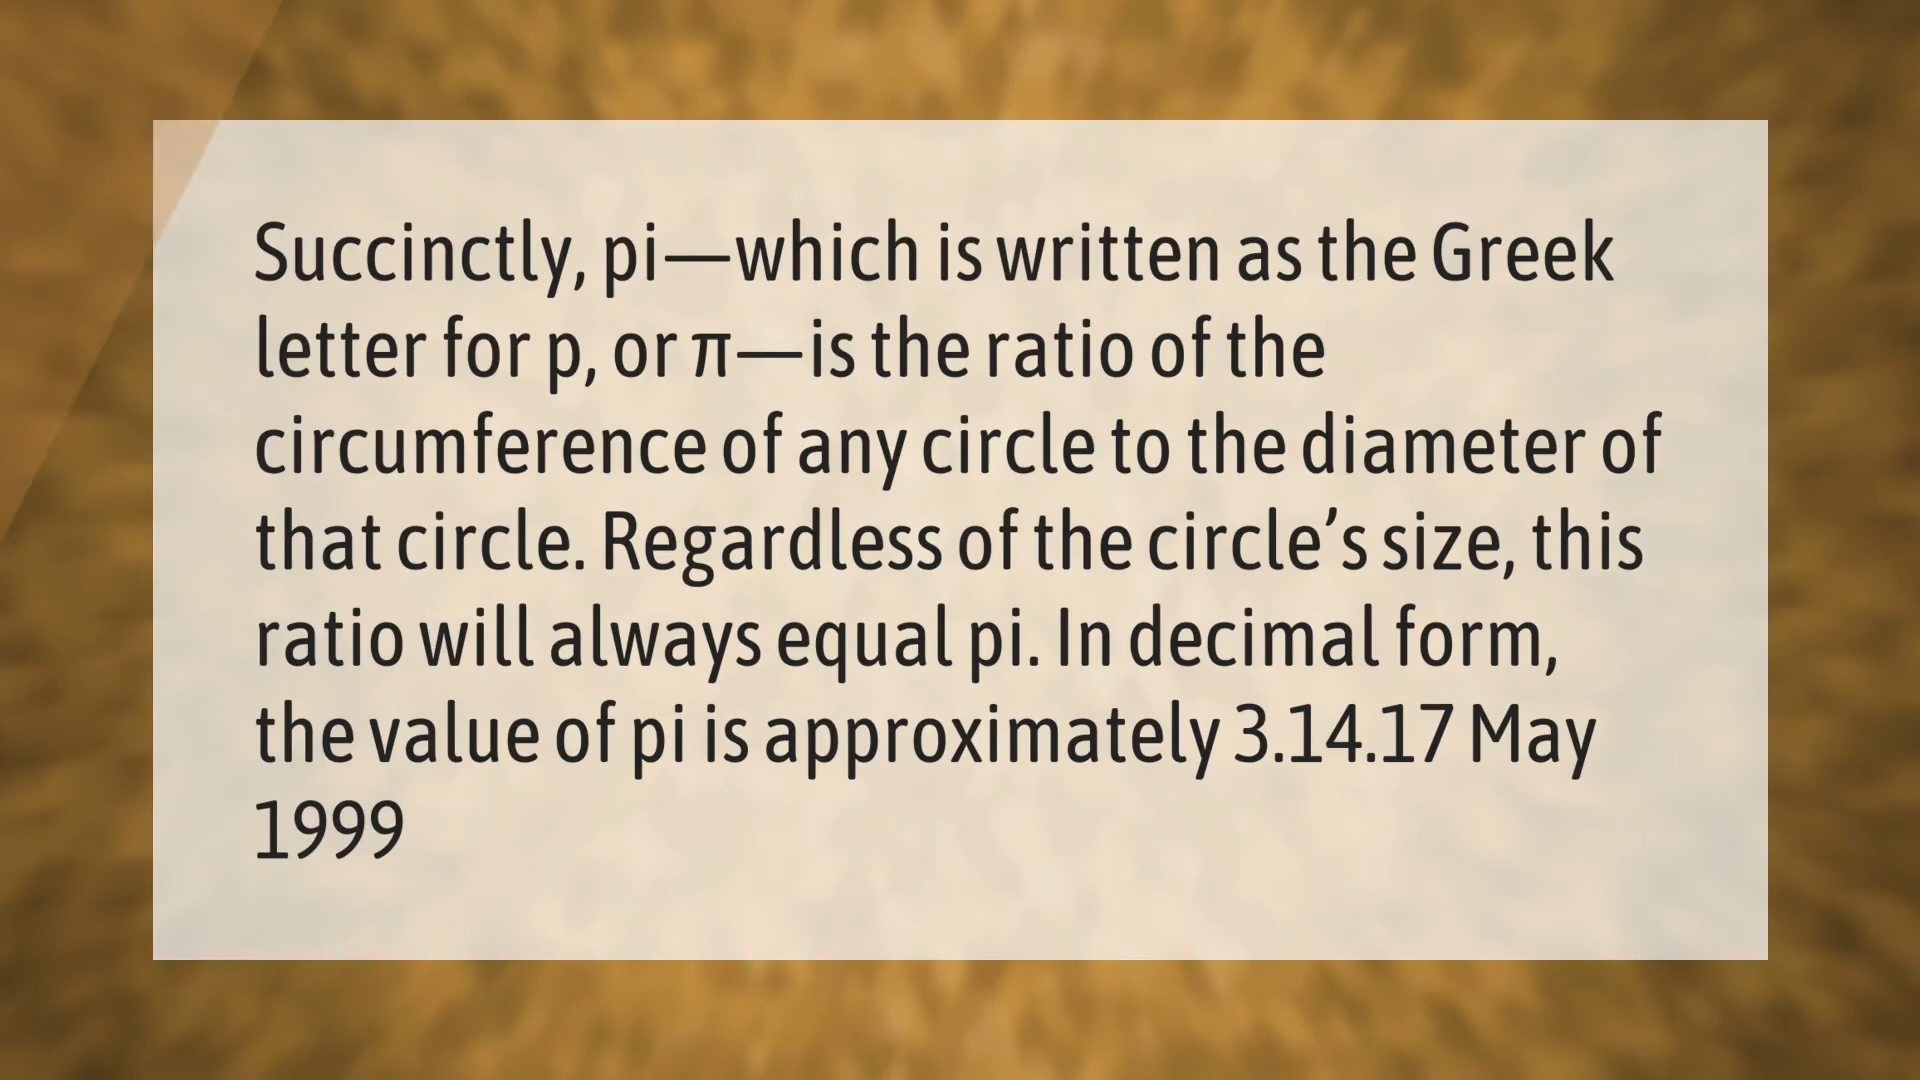 Succinctly, pi—which is written as the Greek
letter for p, or π—is the ratio of the
circumference of any circle to the diameter of
that circle. Regardless of the circle’s size, this
ratio will always equal pi. In decimal form,
the value of pi is approximately 3.14.17 May
1999